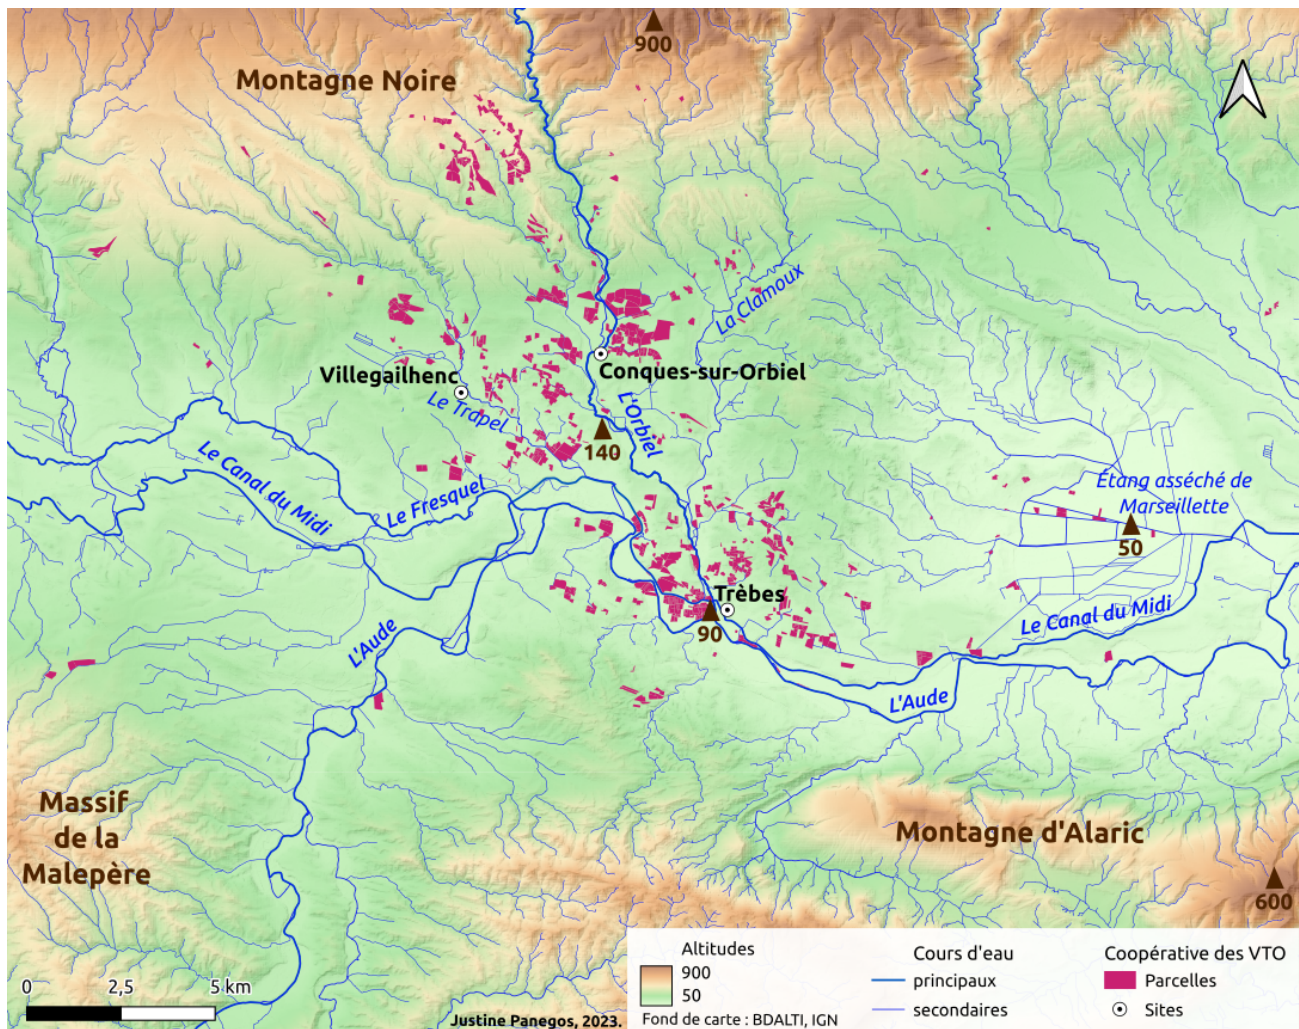 900
Montagne Noire
La Clamoux
Villegailhenc
Conques-sur-Orbiel
Le Trapel
L'Orbiel
140
Le Canal du Midi
Le Fresquel
Étang asséché de
Marseillette
50
Trèbes
90
Le Canal du Midi
L'Aude
L'Aude
Massif
de la
Malepère
Montagne d'Alaric
600
Altitudes
900
50
Fond de carte : BDALTI, IGN
Cours d'eau
principaux
secondaires
Coopérative des VTO
Parcelles
Sites
0 2,5 5 km
Justine Panegos, 2023.